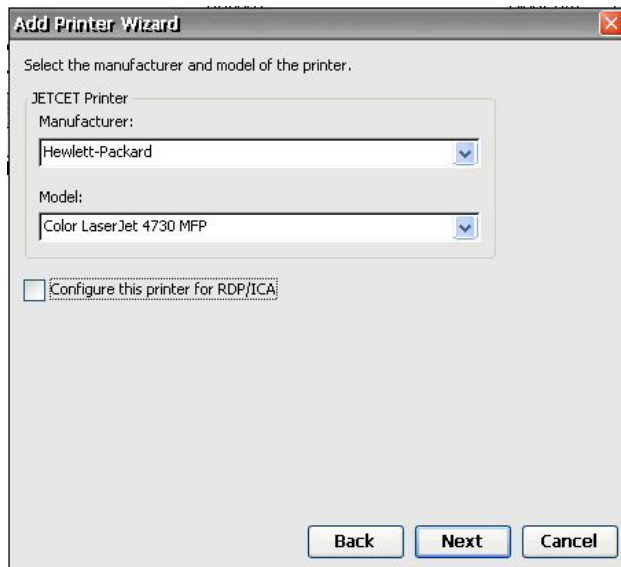 Add Printer Wizard
Select the manufacturer and model of the printer.
JETCET Printer
Manufacturer:
Hewlett-Packard
Model:
Color LaserJet 4730 MFP
Configure this printer for RDP/ICA
Back Next Cancel